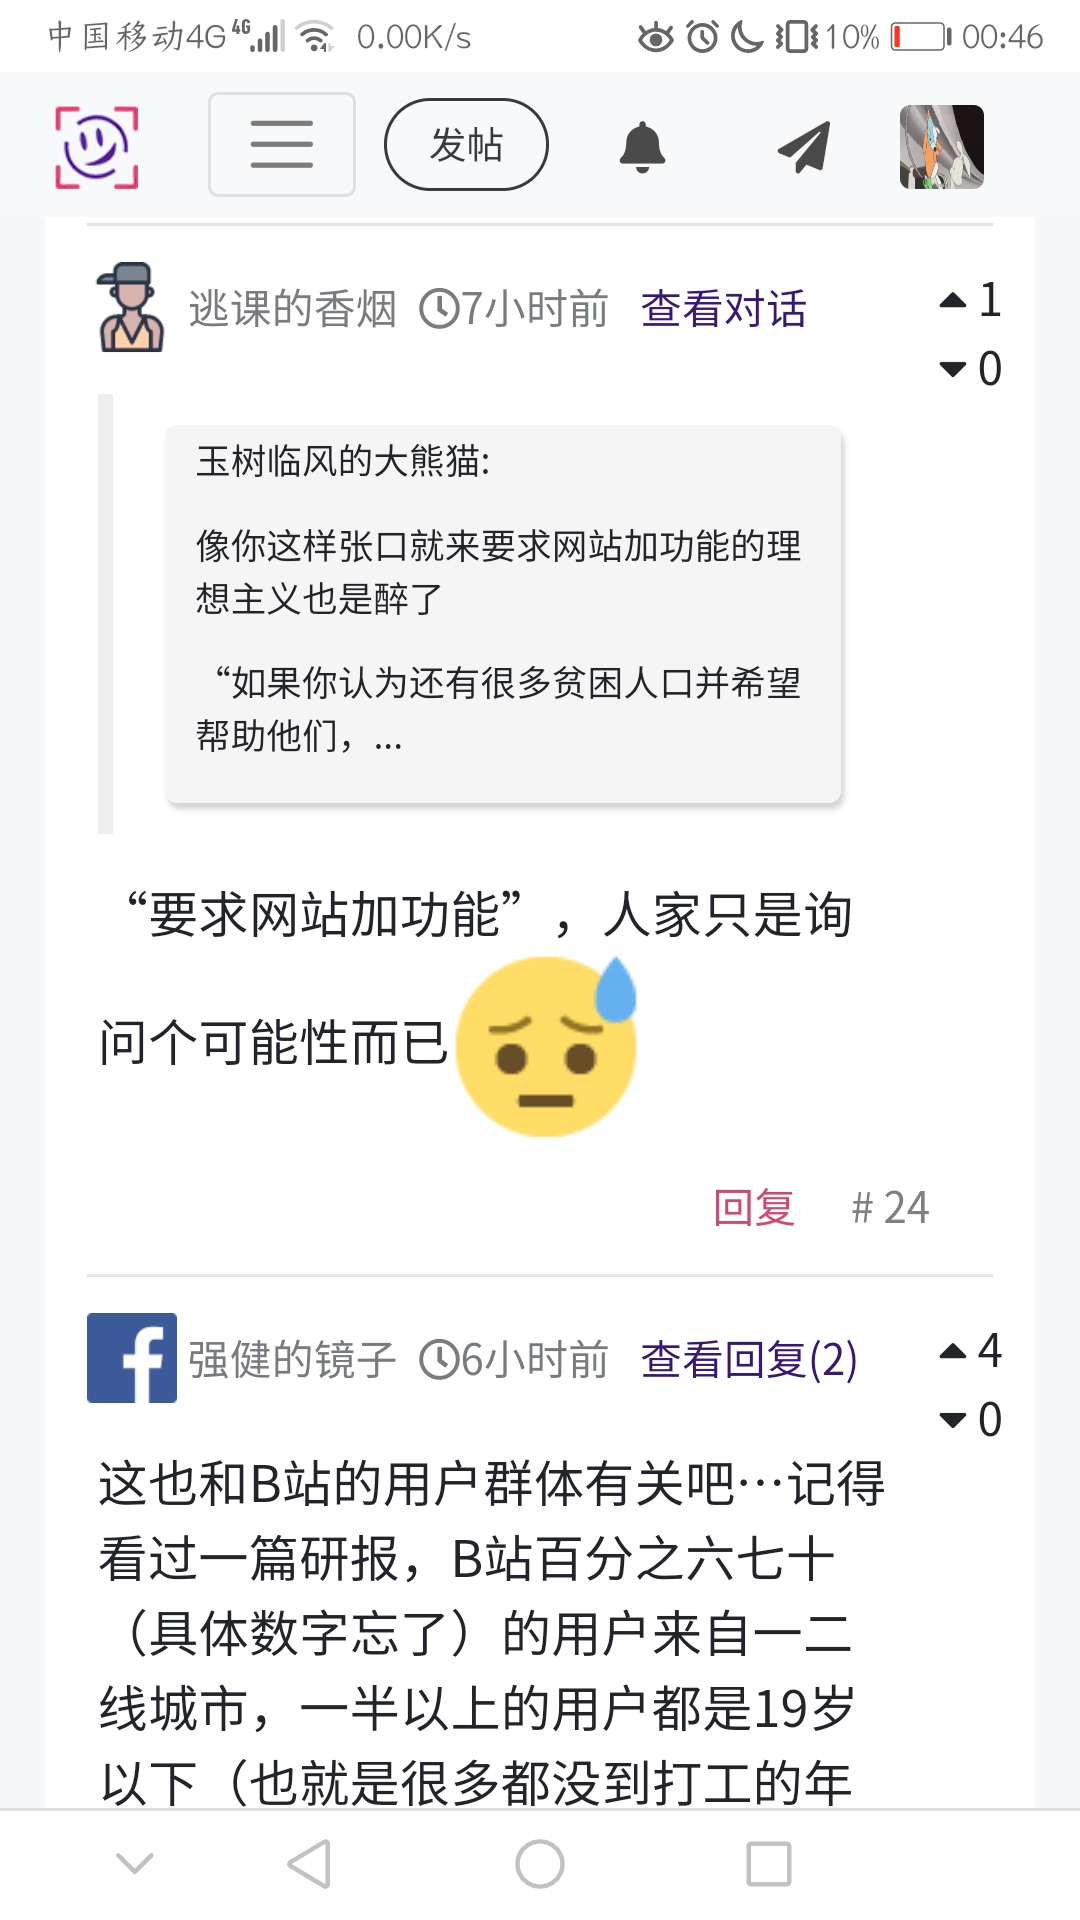 中国移动4G 4G 0.00K/s 10% 00:46
发帖
逃课的香烟 7小时前 查看对话 1
0
玉树临风的大熊猫:
像你这样张口就来要求网站加功能的理
想主义也是醉了
“如果你认为还有很多贫困人口并希望
帮助他们，...
“要求网站加功能”，人家只是询
问个可能性而已
回复 # 24
f 强健的镜子 6小时前 查看回复(2) 4
0
这也和B站的用户群体有关吧…记得
看过一篇研报，B站百分之六七十
（具体数字忘了）的用户来自一二
线城市，一半以上的用户都是19岁
以下（也就是很多都没到打工的年